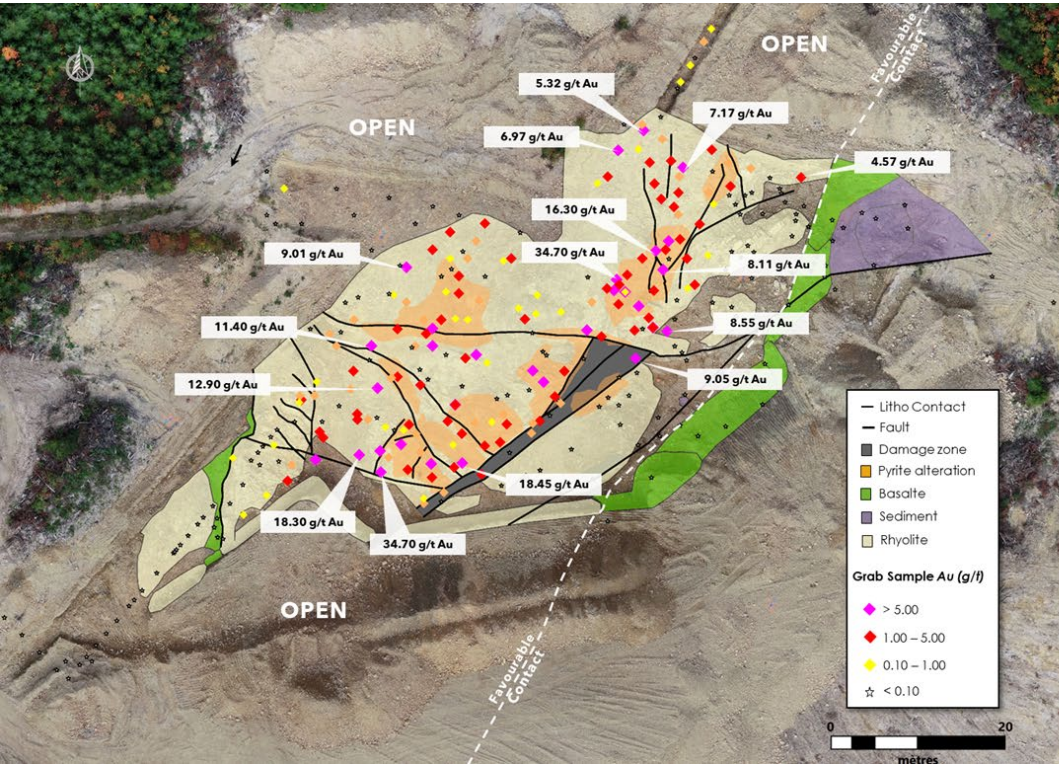 OPEN
Favourable
Contact
5.32 g/t Au
OPEN
7.17 g/t Au
6.97 g/t Au
4.57 g/t Au
16.30 g/t Au
9.01 g/t Au
34.70 g/t Au
8.11 g/t Au
11.40 g/t Au
8.55 g/t Au
12.90 g/t Au
9.05 g/t Au
18.45 g/t Au
18.30 g/t Au
34.70 g/t Au
OPEN
Favourable
Contact
Litho Contact
Fault
Damage zone
Pyrite alteration
Basalte
Sediment
Rhyolite
Grab Sample Au (g/t)
> 5.00
1.00 – 5.00
0.10 – 1.00
< 0.10
0 20
mètres